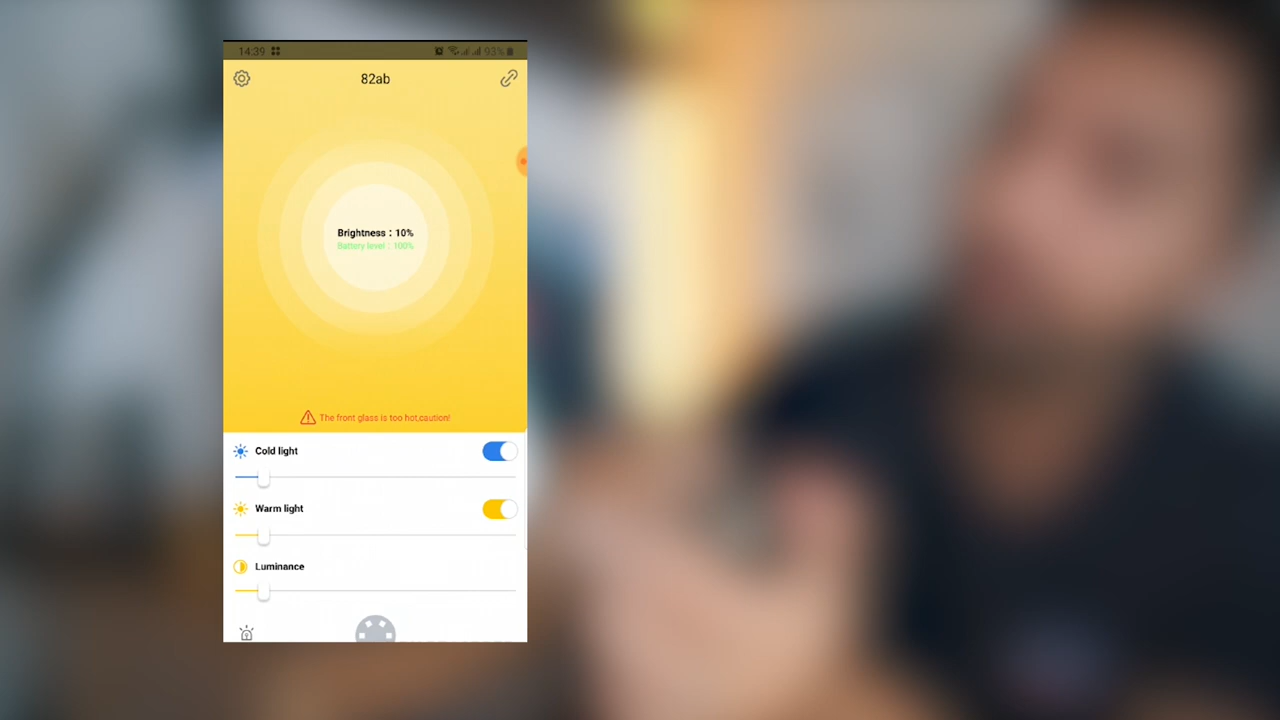 14:39
93%
82ab
Brightness : 10%
Battery level : 100%
The front glass is too hot,caution!
Cold light
Warm light
Luminance